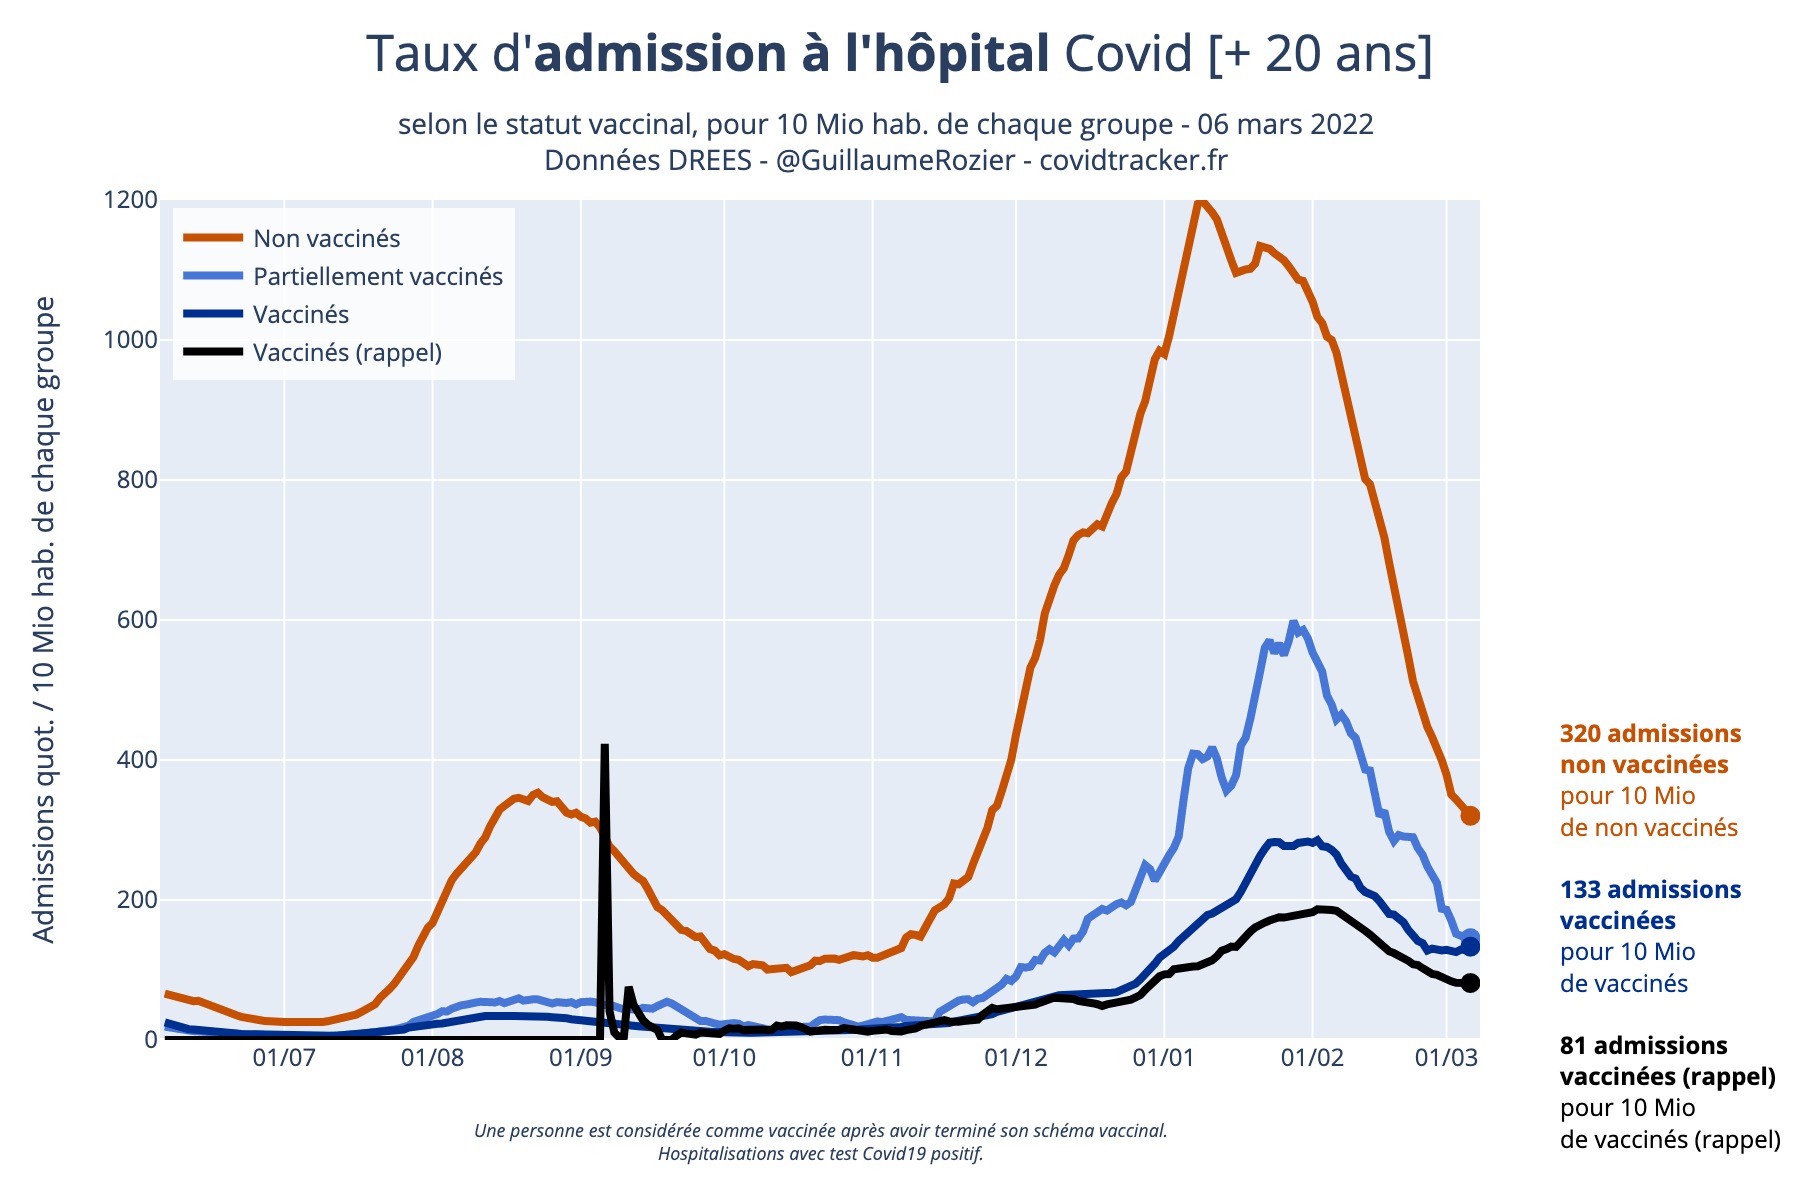 Taux d'admission à l'hôpital Covid [+ 20 ans]
selon le statut vaccinal, pour 10 Mio hab. de chaque groupe - 06 mars 2022
Données DREES - @GuillaumeRozier - covidtracker.fr
Admissions quot. / 10 Mio hab. de chaque groupe
1200
1000
800
600
400
200
0
Non vaccinés
Partiellement vaccinés
Vaccinés
Vaccinés (rappel)
01/07
01/08
01/09
01/10
01/11
01/12
01/01
01/02
01/03
320 admissions
non vaccinées
pour 10 Mio
de non vaccinés
133 admissions
vaccinées
pour 10 Mio
de vaccinés
81 admissions
vaccinées (rappel)
pour 10 Mio
de vaccinés (rappel)
Une personne est considérée comme vaccinée après avoir terminé son schéma vaccinal.
Hospitalisations avec test Covid19 positif.